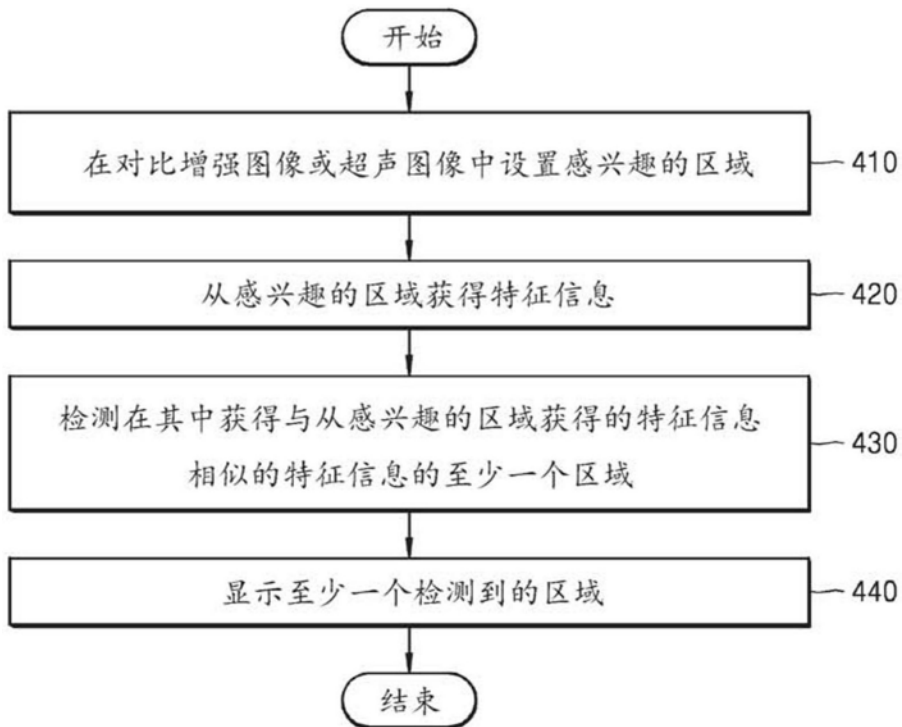 开始
在对比增强图像或超声图像中设置感兴趣的区域
410
从感兴趣的区域获得特征信息
420
检测在其中获得与从感兴趣的区域获得的特征信息
相似的特征信息的至少一个区域
430
显示至少一个检测到的区域
440
结束